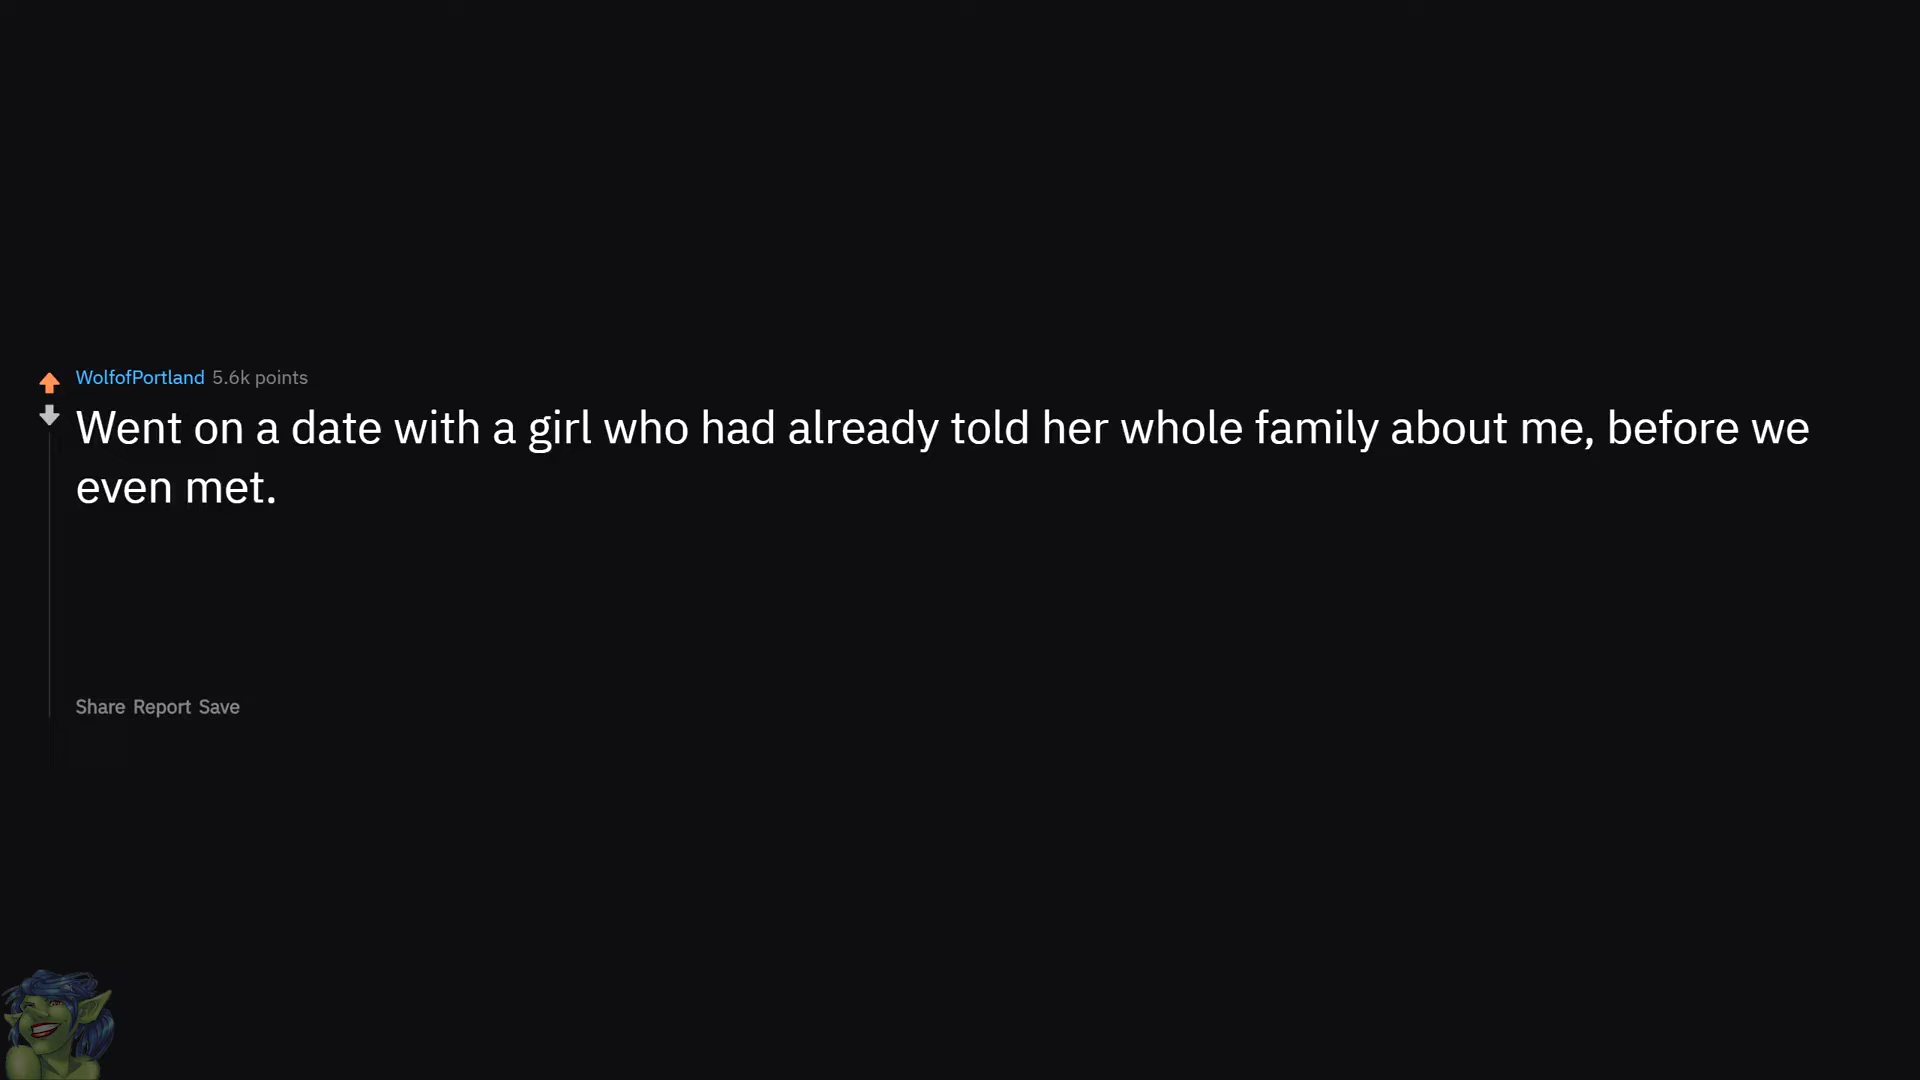 WolfofPortland 5.6k points
Went on a date with a girl who had already told her whole family about me, before we
even met.
Share Report Save